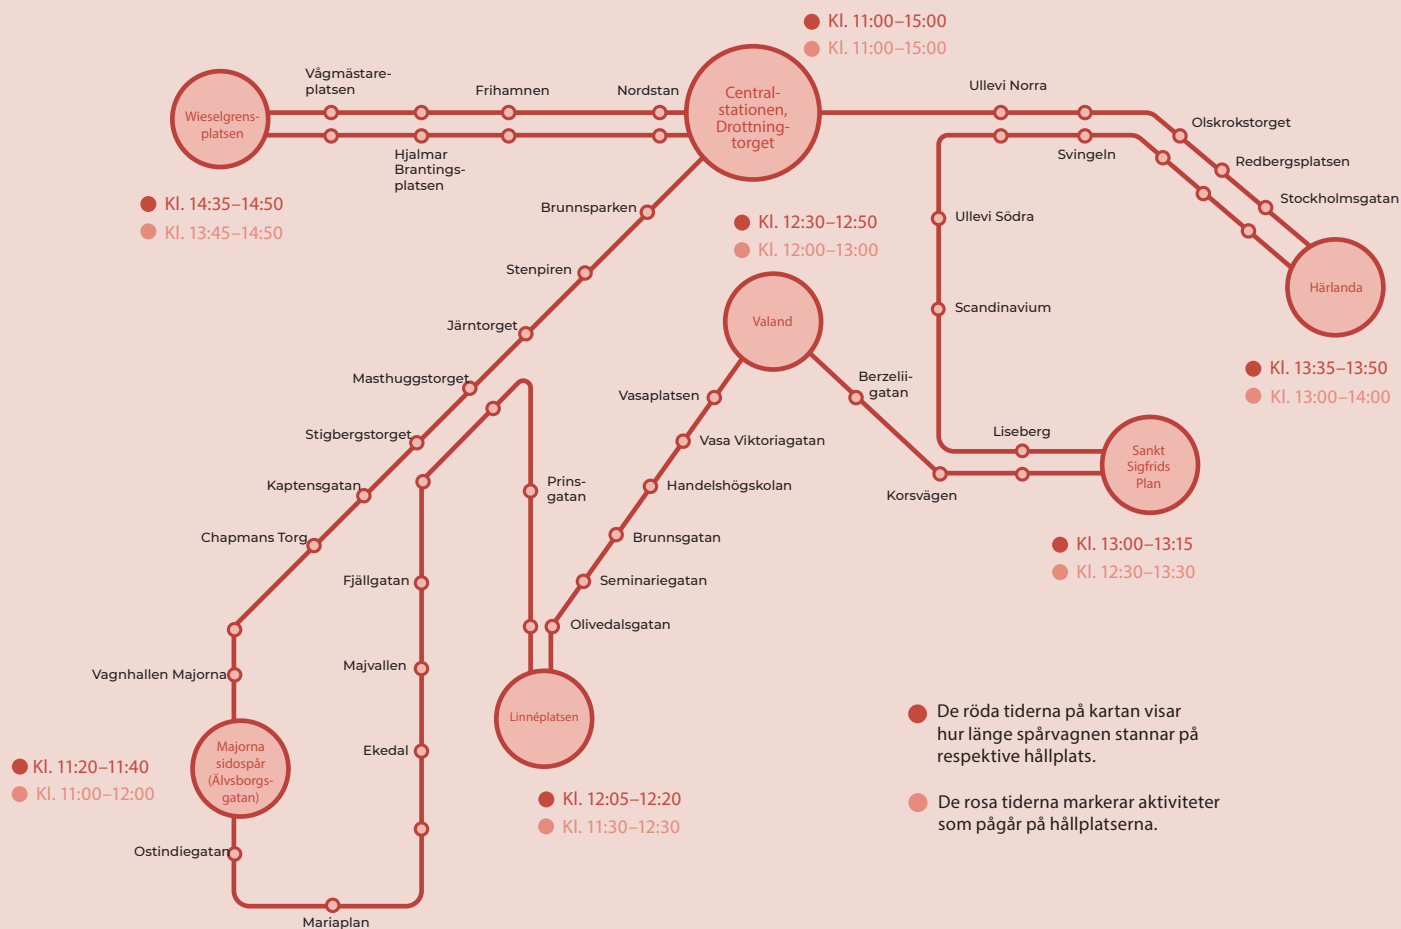 Kl. 11:00–15:00
Kl. 11:00–15:00
Vågmästare-
platsen
Frihamnen
Nordstan
Central-
stationen,
Drottning-
torget
Ullevi Norra
Wieselgrens-
platsen
Hjalmar
Brantings-
platsen
Olskrokstorget
Svingeln
Redbergsplatsen
Stockholmsgatan
Kl. 14:35–14:50
Kl. 13:45–14:50
Brunnsparken
Kl. 12:30–12:50
Kl. 12:00–13:00
Ullevi Södra
Stenpiren
Härlanda
Scandinavium
Valand
Järntorget
Kl. 13:35–13:50
Kl. 13:00–14:00
Masthuggstorget
Berzelii-
gatan
Vasaplatsen
Stigbergstorget
Vasa Viktoriagatan
Liseberg
Sankt
Sigfrids
Plan
Kaptensgatan
Prins-
gatan
Handelshögskolan
Korsvägen
Chapmans Torg
Brunnsgatan
Kl. 13:00–13:15
Kl. 12:30–13:30
Fjällgatan
Seminariegatan
Olivedalsgatan
Vagnhallen Majorna
Majvallen
Linnéplatsen
De röda tiderna på kartan visar
hur länge spårvagnen stannar på
respektive hållplats.
Majorna
sidospår
(Älvsborgs-
gatan)
Ekedal
Kl. 11:20–11:40
Kl. 11:00–12:00
Kl. 12:05–12:20
Kl. 11:30–12:30
De rosa tiderna markerar aktiviteter
som pågår på hållplatserna.
Ostindiegatan
Mariaplan